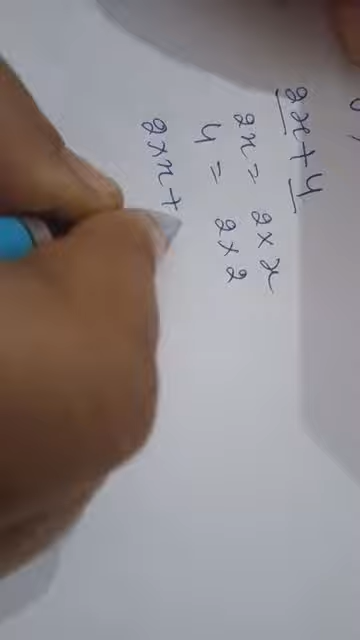 2x + 4
2x = 2 × x
4 = 2 × 2
2 × x +